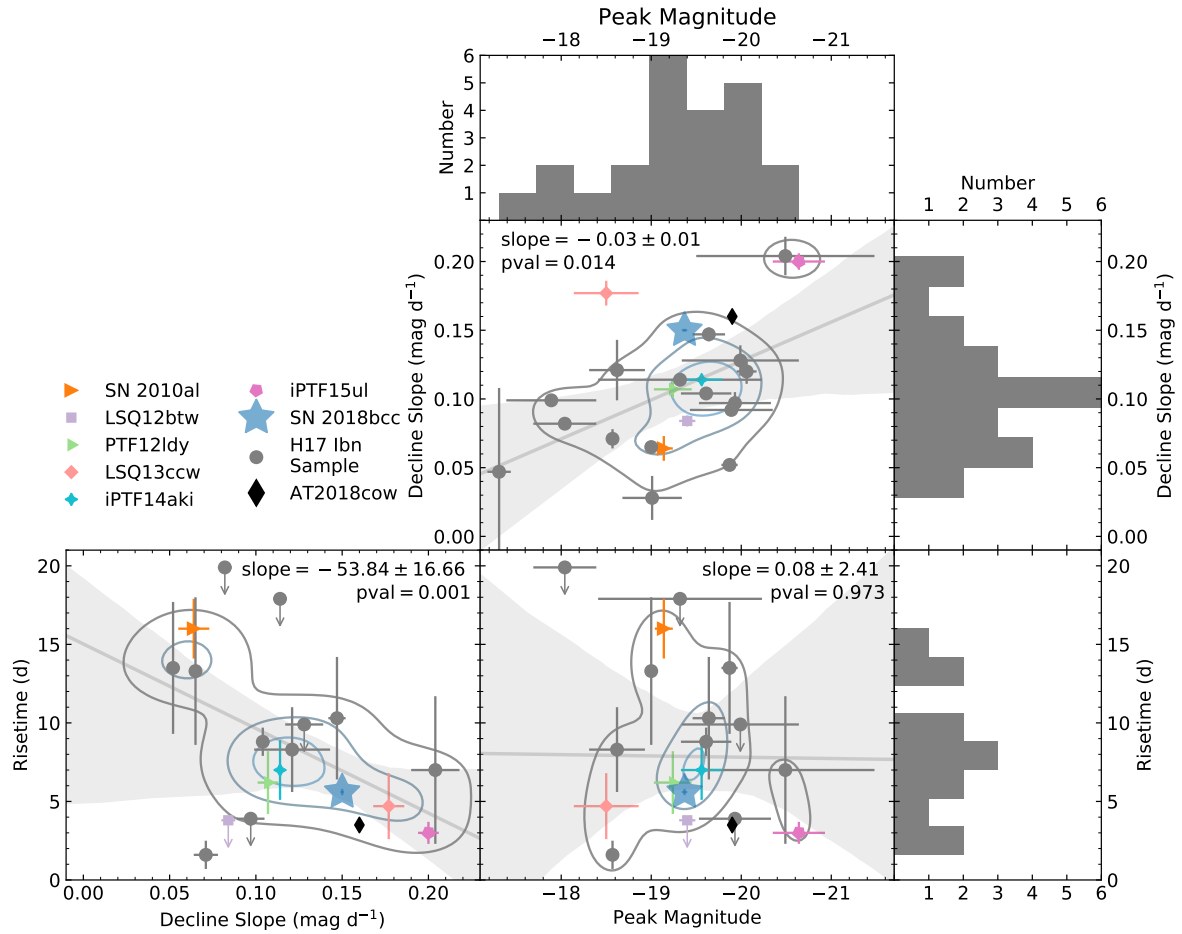 Peak Magnitude
−18 −19 −20 −21
6
5
4
3
2
1
Number
Number
1 2 3 4 5 6
slope = − 0.03 ± 0.01
pval = 0.014
0.20
0.15
0.10
0.05
0.00
Decline Slope (mag d⁻¹)
0.20
0.15
0.10
0.05
0.00
Decline Slope (mag d⁻¹)
SN 2010al
LSQ12btw
PTF12ldy
LSQ13ccw
iPTF14aki
iPTF15ul
SN 2018bcc
H17 Ibn
Sample
AT2018cow
slope = − 53.84 ± 16.66
pval = 0.001
20
15
10
5
0
Risetime (d)
0.00 0.05 0.10 0.15 0.20
Decline Slope (mag d⁻¹)
slope = 0.08 ± 2.41
pval = 0.973
−18 −19 −20 −21
Peak Magnitude
20
15
10
5
0
Risetime (d)
1 2 3 4 5 6